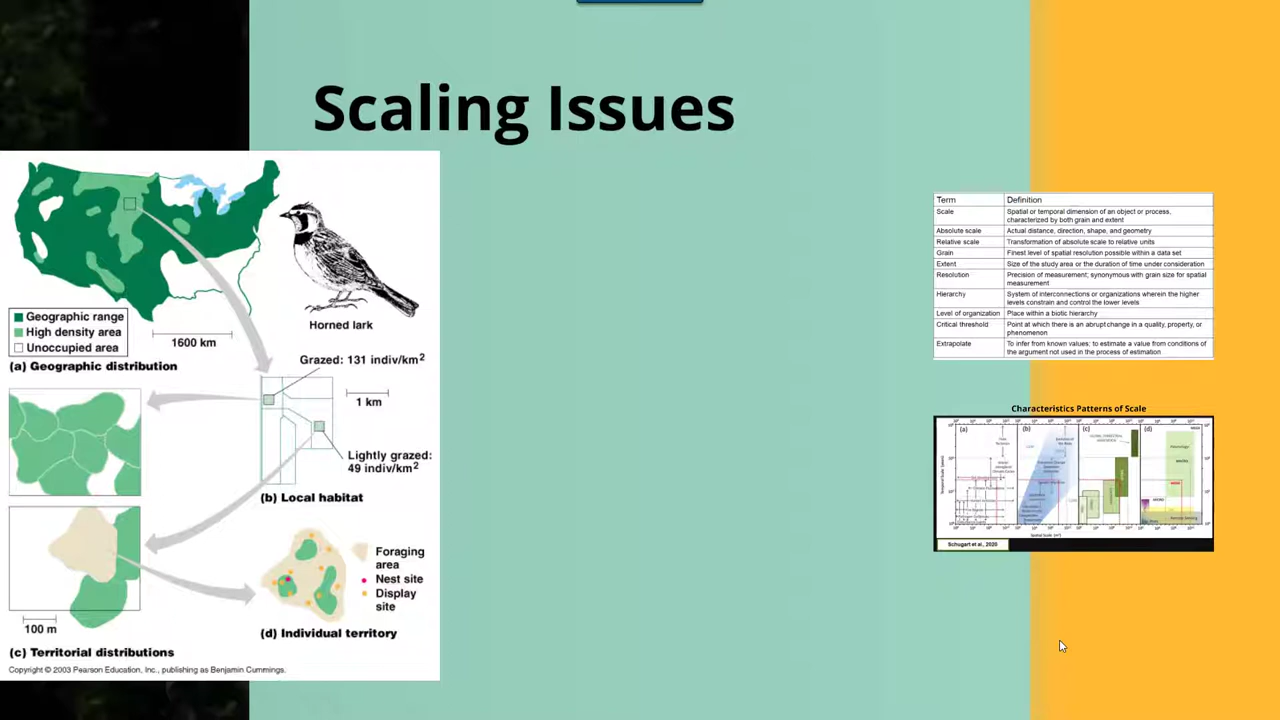 Scaling Issues
Horned lark
Geographic range
High density area
Unoccupied area
1600 km
(a) Geographic distribution
Grazed: 131 indiv/km²
1 km
Lightly grazed:
49 indiv/km²
(b) Local habitat
Foraging
area
Nest site
Display
site
100 m
(d) Individual territory
(c) Territorial distributions
Copyright © 2003 Pearson Education, Inc., publishing as Benjamin Cummings.
Term Definition
Scale Spatial or temporal dimension of an object or process,
characterized by both grain and extent
Absolute scale Actual distance, direction, shape, and geometry
Relative scale Transformation of absolute scale to relative units
Grain Finest level of spatial resolution possible within a data set
Extent Size of the study area or the duration of time under consideration
Resolution Precision of measurement; synonymous with grain size for spatial
measurement
Hierarchy System of interconnections or organizations wherein the higher
levels constrain and control the lower levels
Level of organization Place within a biotic hierarchy
Critical threshold Point at which there is an abrupt change in a quality, property, or
phenomenon
Extrapolate To infer from known values; to estimate a value from conditions of
the argument not used in the process of estimation
Characteristics Patterns of Scale
(a) (b) (c) (d)
Schugart et al., 2020